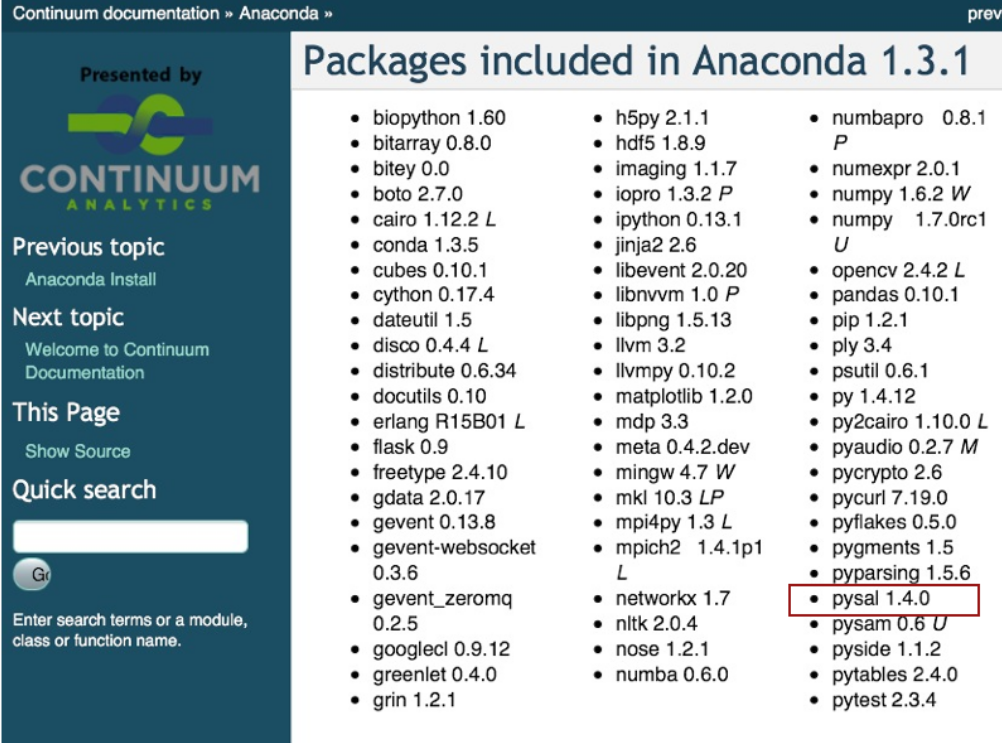 Continuum documentation » Anaconda »
prev
Presented by
CONTINUUM
ANALYTICS
Previous topic
Anaconda Install
Next topic
Welcome to Continuum
Documentation
This Page
Show Source
Quick search
Go
Enter search terms or a module,
class or function name.
Packages included in Anaconda 1.3.1
• biopython 1.60
• bitarray 0.8.0
• bitey 0.0
• boto 2.7.0
• cairo 1.12.2 L
• conda 1.3.5
• cubes 0.10.1
• cython 0.17.4
• dateutil 1.5
• disco 0.4.4 L
• distribute 0.6.34
• docutils 0.10
• erlang R15B01 L
• flask 0.9
• freetype 2.4.10
• gdata 2.0.17
• gevent 0.13.8
• gevent-websocket
0.3.6
• gevent_zeromq
0.2.5
• googlecl 0.9.12
• greenlet 0.4.0
• grin 1.2.1
• h5py 2.1.1
• hdf5 1.8.9
• imaging 1.1.7
• iopro 1.3.2 P
• ipython 0.13.1
• jinja2 2.6
• libevent 2.0.20
• libnvvm 1.0 P
• libpng 1.5.13
• llvm 3.2
• llvmpy 0.10.2
• matplotlib 1.2.0
• mdp 3.3
• meta 0.4.2.dev
• mingw 4.7 W
• mkl 10.3 LP
• mpi4py 1.3 L
• mpich2 1.4.1p1
L
• networkx 1.7
• nltk 2.0.4
• nose 1.2.1
• numba 0.6.0
• numbapro 0.8.1
P
• numexpr 2.0.1
• numpy 1.6.2 W
• numpy 1.7.0rc1
U
• opencv 2.4.2 L
• pandas 0.10.1
• pip 1.2.1
• ply 3.4
• psutil 0.6.1
• py 1.4.12
• py2cairo 1.10.0 L
• pyaudio 0.2.7 M
• pycrypto 2.6
• pycurl 7.19.0
• pyflakes 0.5.0
• pygments 1.5
• pyparsing 1.5.6
• pysal 1.4.0
• pysam 0.6 U
• pyside 1.1.2
• pytables 2.4.0
• pytest 2.3.4